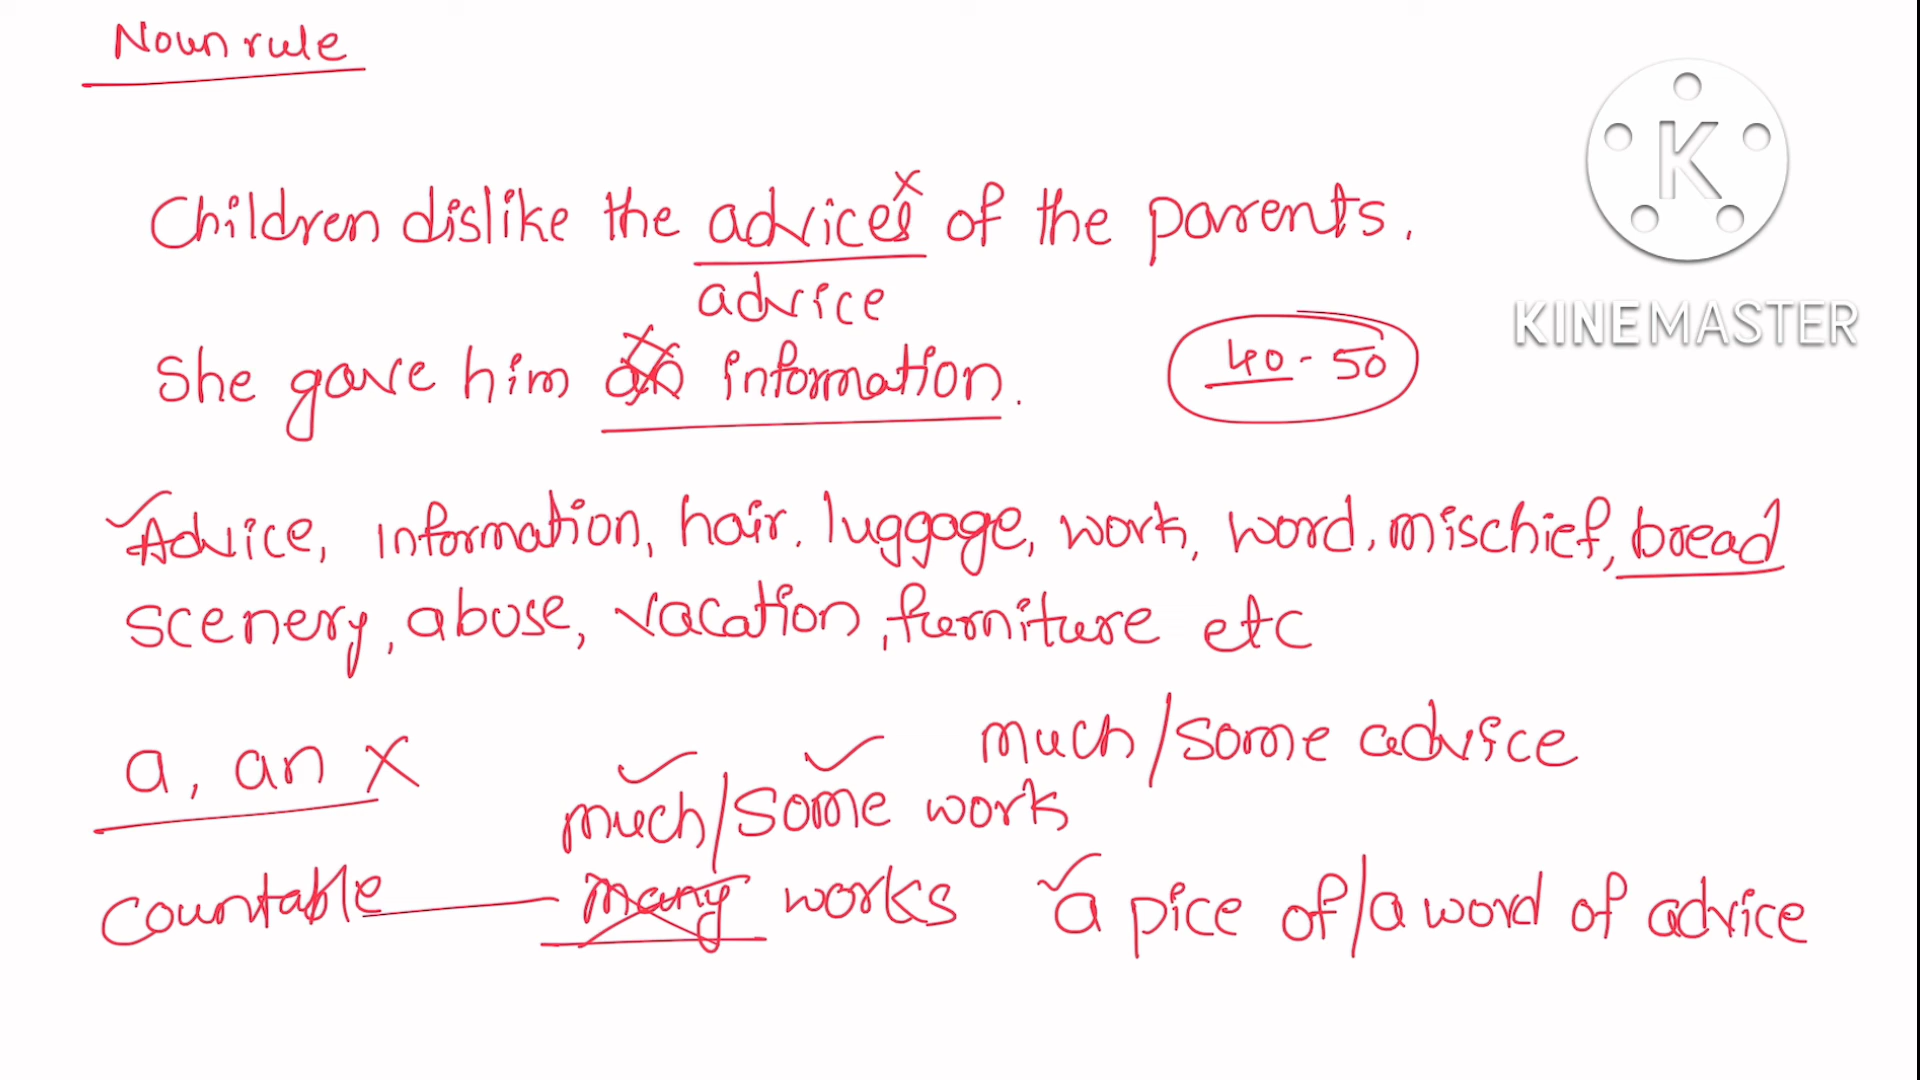 Noun rule
Children dislike the advices x of the parents.
advice
She gave him an information.
40 - 50
K
KINEMASTER
Advice, information, hair, luggage, work, word, mischief, bread
scenery, abuse, vacation, furniture etc
a, an x
much/some advice
much/some work
countable many works
a pice of/a word of advice